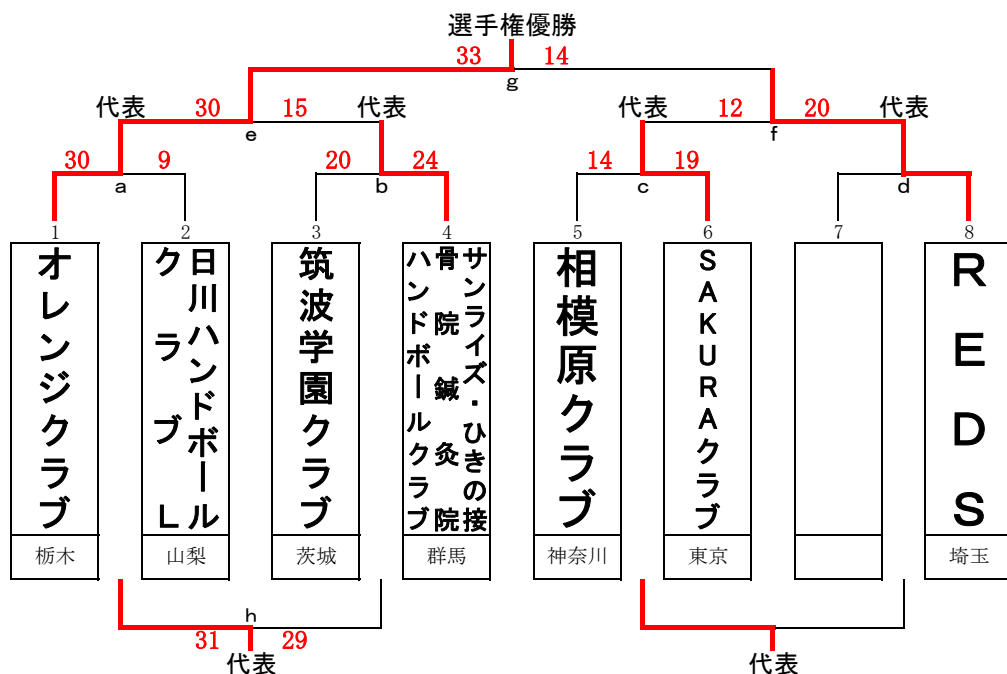 選手権優勝
33 14
g
代表 30 15 代表 代表 12 20 代表
e f
30 9 20 24 14 19
a b c d
1 2 3 4 5 6 7 8
オレンジクラブ
日川ハンドボール
クラブL
筑波学園クラブ
サンライズ・ひきの接
骨院鍼灸院
ハンドボールクラブ
相模原クラブ
SAKURAクラブ
REDS
栃木 山梨 茨城 群馬 神奈川 東京 埼玉
h
31 29
代表 代表